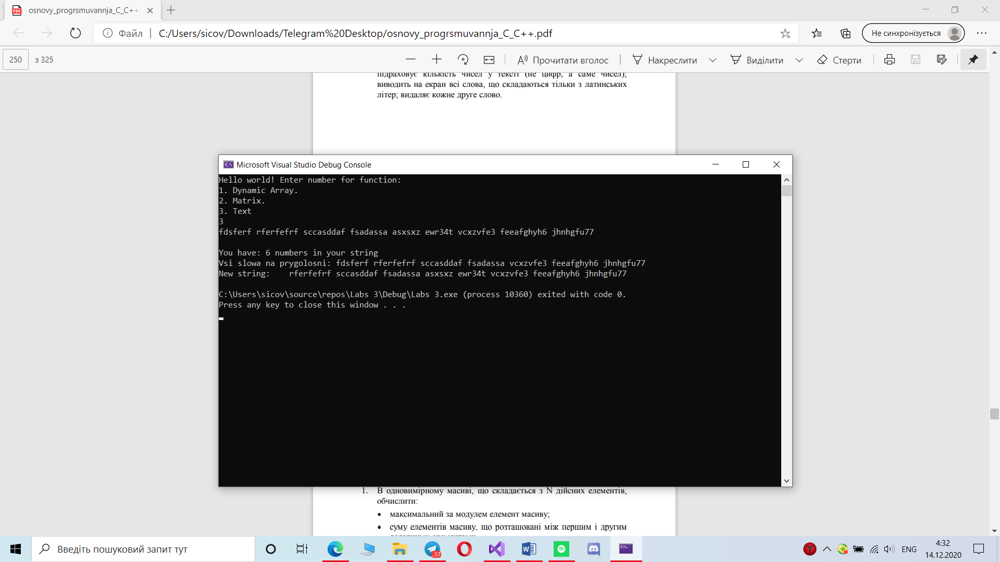 osnovy_progrsmuvannja_C_C++.
Файл | C:/Users/sicov/Downloads/Telegram%20Desktop/osnovy_progrsmuvannja_C_C++.pdf
Не синхронізується
250 з 325
Прочитати вголос
Накреслити
Виділити
Стерти
підраховує кількість чисел у тексті (не цифр, а саме чисел);
виводить на екран всі слова, що складаються тільки з латинських
літер; видаляє кожне друге слово.
Microsoft Visual Studio Debug Console
Hello world! Enter number for function:
1. Dynamic Array.
2. Matrix.
3. Text
3
fdsferf rferfefrf sccasddaf fsadassa asxsxz ewr34t vcxzvfe3 feeafghyh6 jhnhgfu77
You have: 6 numbers in your string
Vsi slowa na prygolosni: fdsferf rferfefrf sccasddaf fsadassa vcxzvfe3 feeafghyh6 jhnhgfu77
New string:    rferfefrf sccasddaf fsadassa asxsxz ewr34t vcxzvfe3 feeafghyh6 jhnhgfu77
C:\Users\sicov\source\repos\Labs 3\Debug\Labs 3.exe (process 10360) exited with code 0.
Press any key to close this window . . .
1. В одновимірному масиві, що складається з N дійсних елементів,
обчислити:
• максимальний за модулем елемент масиву;
• суму елементів масиву, що розташовані між першим і другим
Введіть пошуковий запит тут
..57
ENG
4:32
14.12.2020